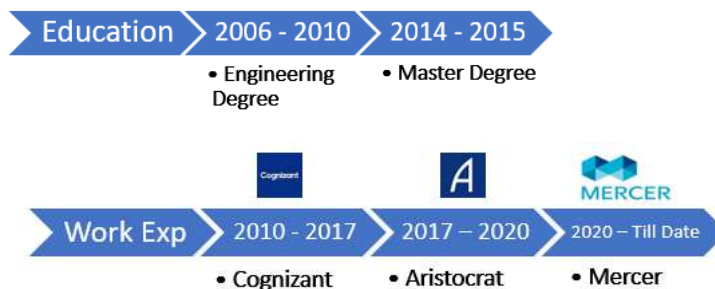 Education 2006 - 2010 2014 - 2015
• Engineering Degree
• Master Degree
Cognizant
A
MERCER
Work Exp 2010 - 2017 2017 – 2020 2020 – Till Date
• Cognizant • Aristocrat • Mercer